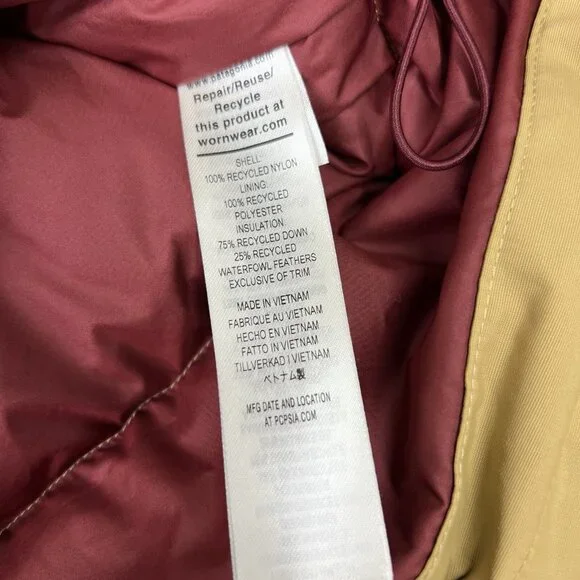 www.patagonia.com
Repair/Reuse/
Recycle
this product at
wornwear.com
SHELL
100% RECYCLED NYLON
LINING
100% RECYCLED
POLYESTER
INSULATION:
75% RECYCLED DOWN
25% RECYCLED
WATERFOWL FEATHERS
EXCLUSIVE OF TRIM
MADE IN VIETNAM
FABRIQUÉ AU VIETNAM
HECHO EN VIETNAM
FATTO IN VIETNAM
TILLVERKAD I VIETNAM
ベトナム製
MFG DATE AND LOCATION
AT PCPSIA.COM